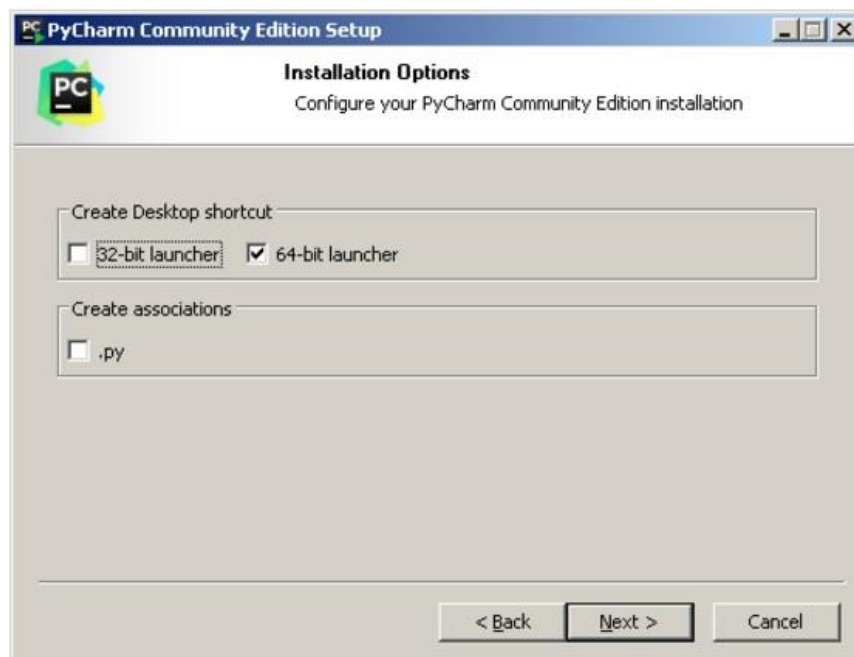 PyCharm Community Edition Setup
PC
Installation Options
Configure your PyCharm Community Edition installation
Create Desktop shortcut
32-bit launcher 64-bit launcher
Create associations
.py
< Back Next > Cancel